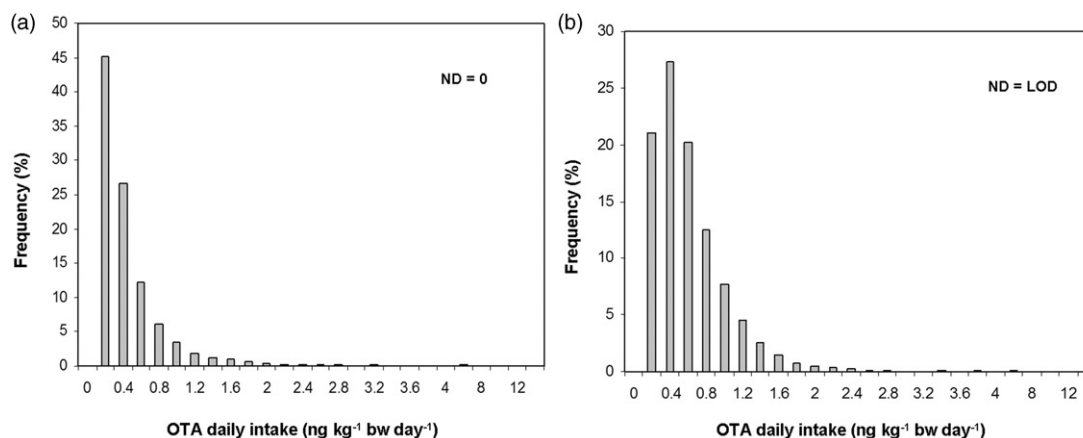 (a)
50
45
40
35
30
25
20
15
10
5
0
Frequency (%)
ND = 0
0 0.4 0.8 1.2 1.6 2 2.8 3.2 3.6 4 8 12
OTA daily intake (ng kg⁻¹ bw day⁻¹)
(b)
30
25
20
15
10
5
0
Frequency (%)
ND = LOD
0 0.4 0.8 1.2 1.6 2 2.4 2.8 3.6 4 8 12
OTA daily intake (ng kg⁻¹ bw day⁻¹)